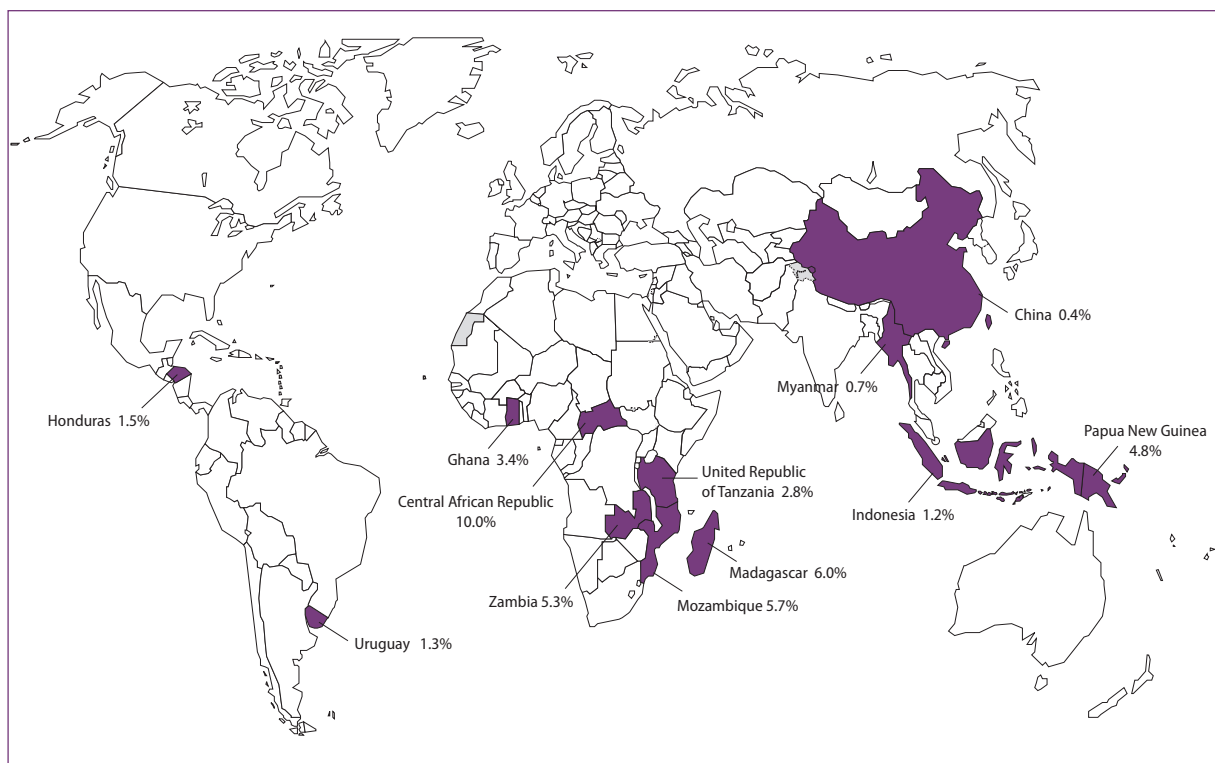 China 0.4%
Myanmar 0.7%
Honduras 1.5%
Ghana 3.4%
Papua New Guinea
4.8%
United Republic
of Tanzania 2.8%
Central African Republic
10.0%
Indonesia 1.2%
Madagascar 6.0%
Zambia 5.3%
Mozambique 5.7%
Uruguay 1.3%